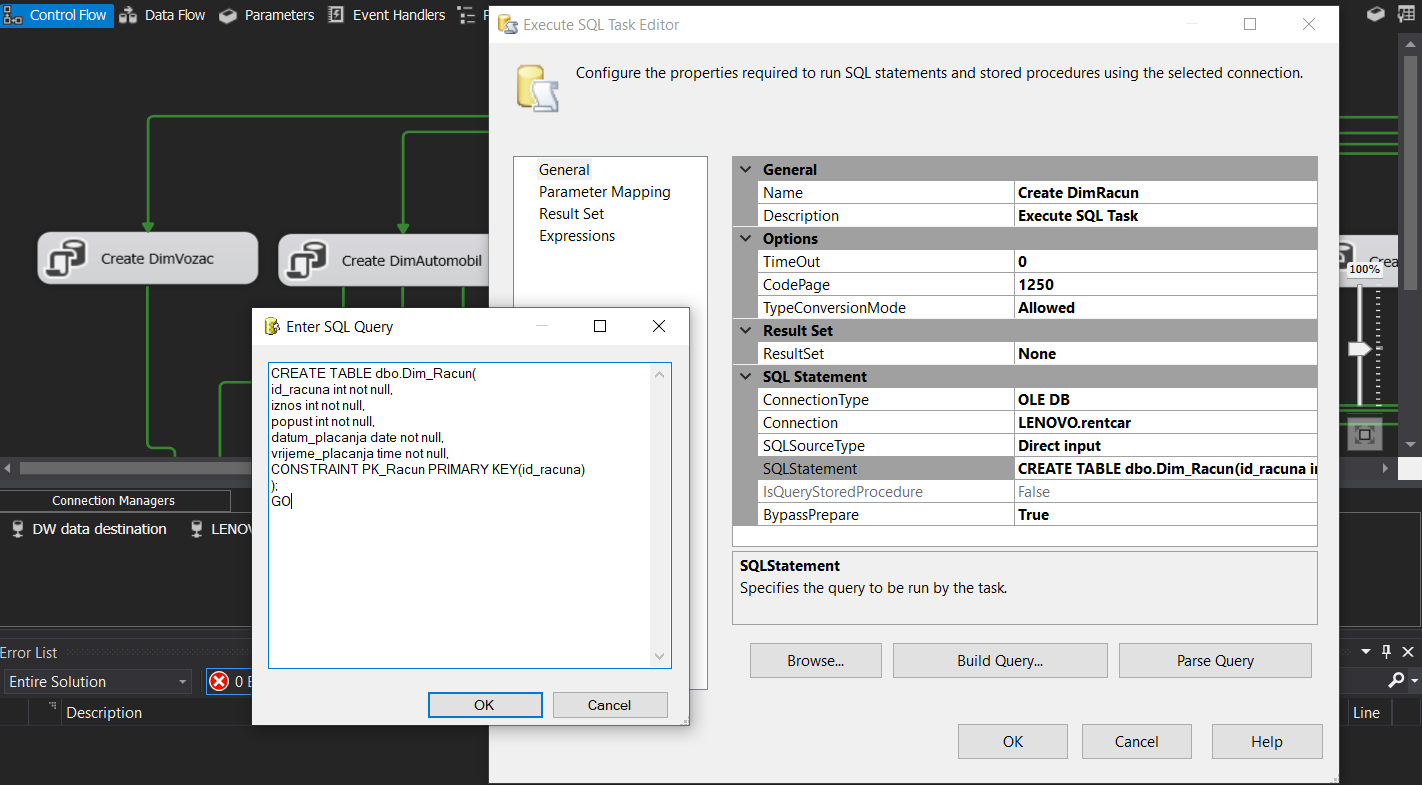 Control Flow
Data Flow
Parameters
Event Handlers
Execute SQL Task Editor
Configure the properties required to run SQL statements and stored procedures using the selected connection.
General
Parameter Mapping
Result Set
Expressions
General
Name Create DimRacun
Description Execute SQL Task
Options
TimeOut 0
CodePage 1250
TypeConversionMode Allowed
Result Set
ResultSet None
SQL Statement
ConnectionType OLE DB
Connection LENOVO.rentcar
SQLSourceType Direct input
SQLStatement CREATE TABLE dbo.Dim_Racun(id_racuna in
IsQueryStoredProcedure False
BypassPrepare True
SQLStatement
Specifies the query to be run by the task.
Browse...
Build Query...
Parse Query
OK
Cancel
Help
Create DimVozac
Create DimAutomobil
100%
Enter SQL Query
CREATE TABLE dbo.Dim_Racun(
id_racuna int not null,
iznos int not null,
popust int not null,
datum_placanja date not null,
vrijeme_placanja time not null,
CONSTRAINT PK_Racun PRIMARY KEY(id_racuna)
);
GO
OK
Cancel
Connection Managers
DW data destination
Error List
Entire Solution
0
Description
Line